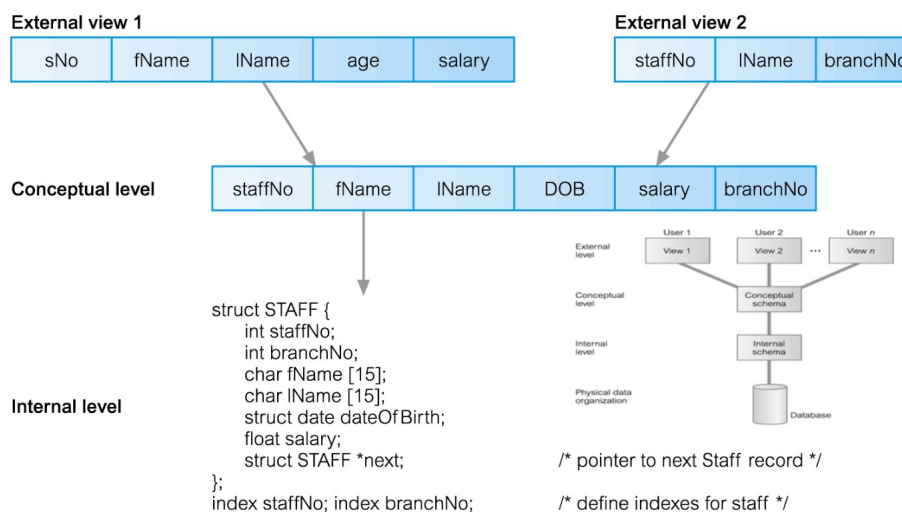 External view 1
External view 2
sNo fName lName age salary
staffNo lName branchNo
Conceptual level
staffNo fName lName DOB salary branchNo
User 1 User 2 User n
External level
View 1 View 2 ... View n
Conceptual level
Conceptual schema
Internal level
Internal schema
Physical data organization
Database
Internal level
struct STAFF {
int staffNo;
int branchNo;
char fName [15];
char lName [15];
struct date dateOfBirth;
float salary;
struct STAFF *next; /* pointer to next Staff record */
};
index staffNo; index branchNo; /* define indexes for staff */